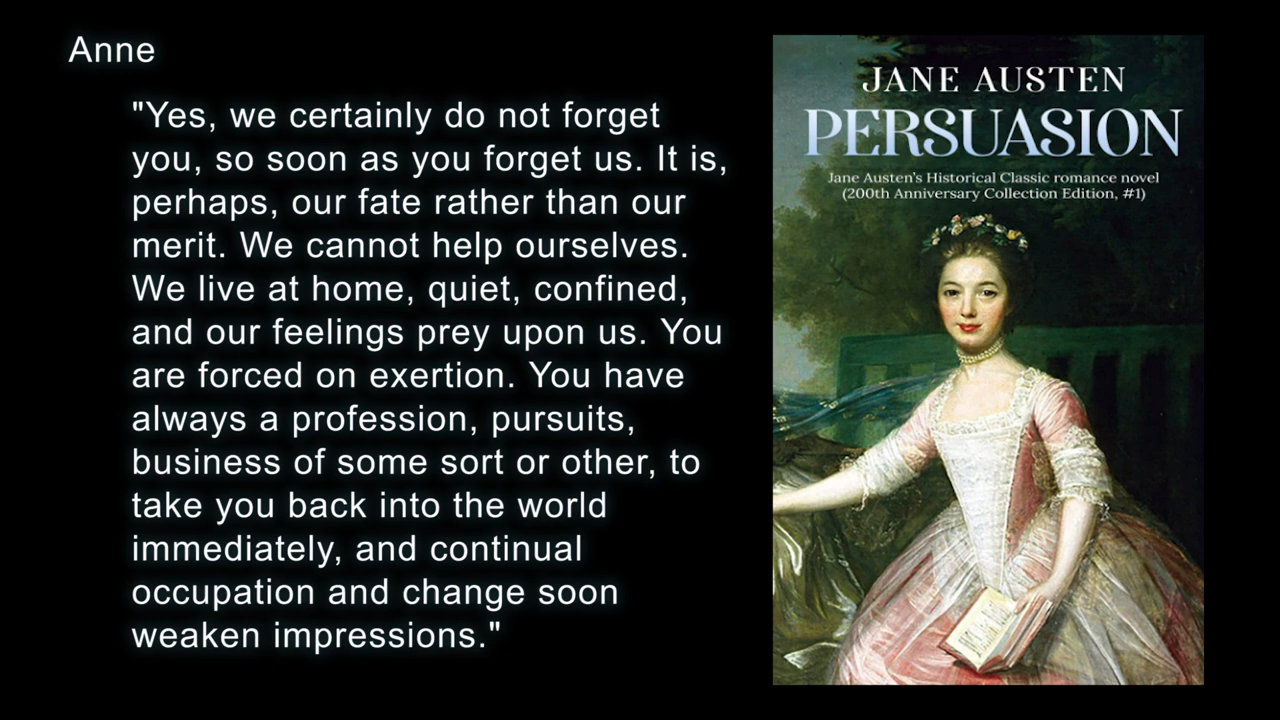 Anne
"Yes, we certainly do not forget
you, so soon as you forget us. It is,
perhaps, our fate rather than our
merit. We cannot help ourselves.
We live at home, quiet, confined,
and our feelings prey upon us. You
are forced on exertion. You have
always a profession, pursuits,
business of some sort or other, to
take you back into the world
immediately, and continual
occupation and change soon
weaken impressions."
JANE AUSTEN
PERSUASION
Jane Austen's Historical Classic romance novel
(200th Anniversary Collection Edition, #1)